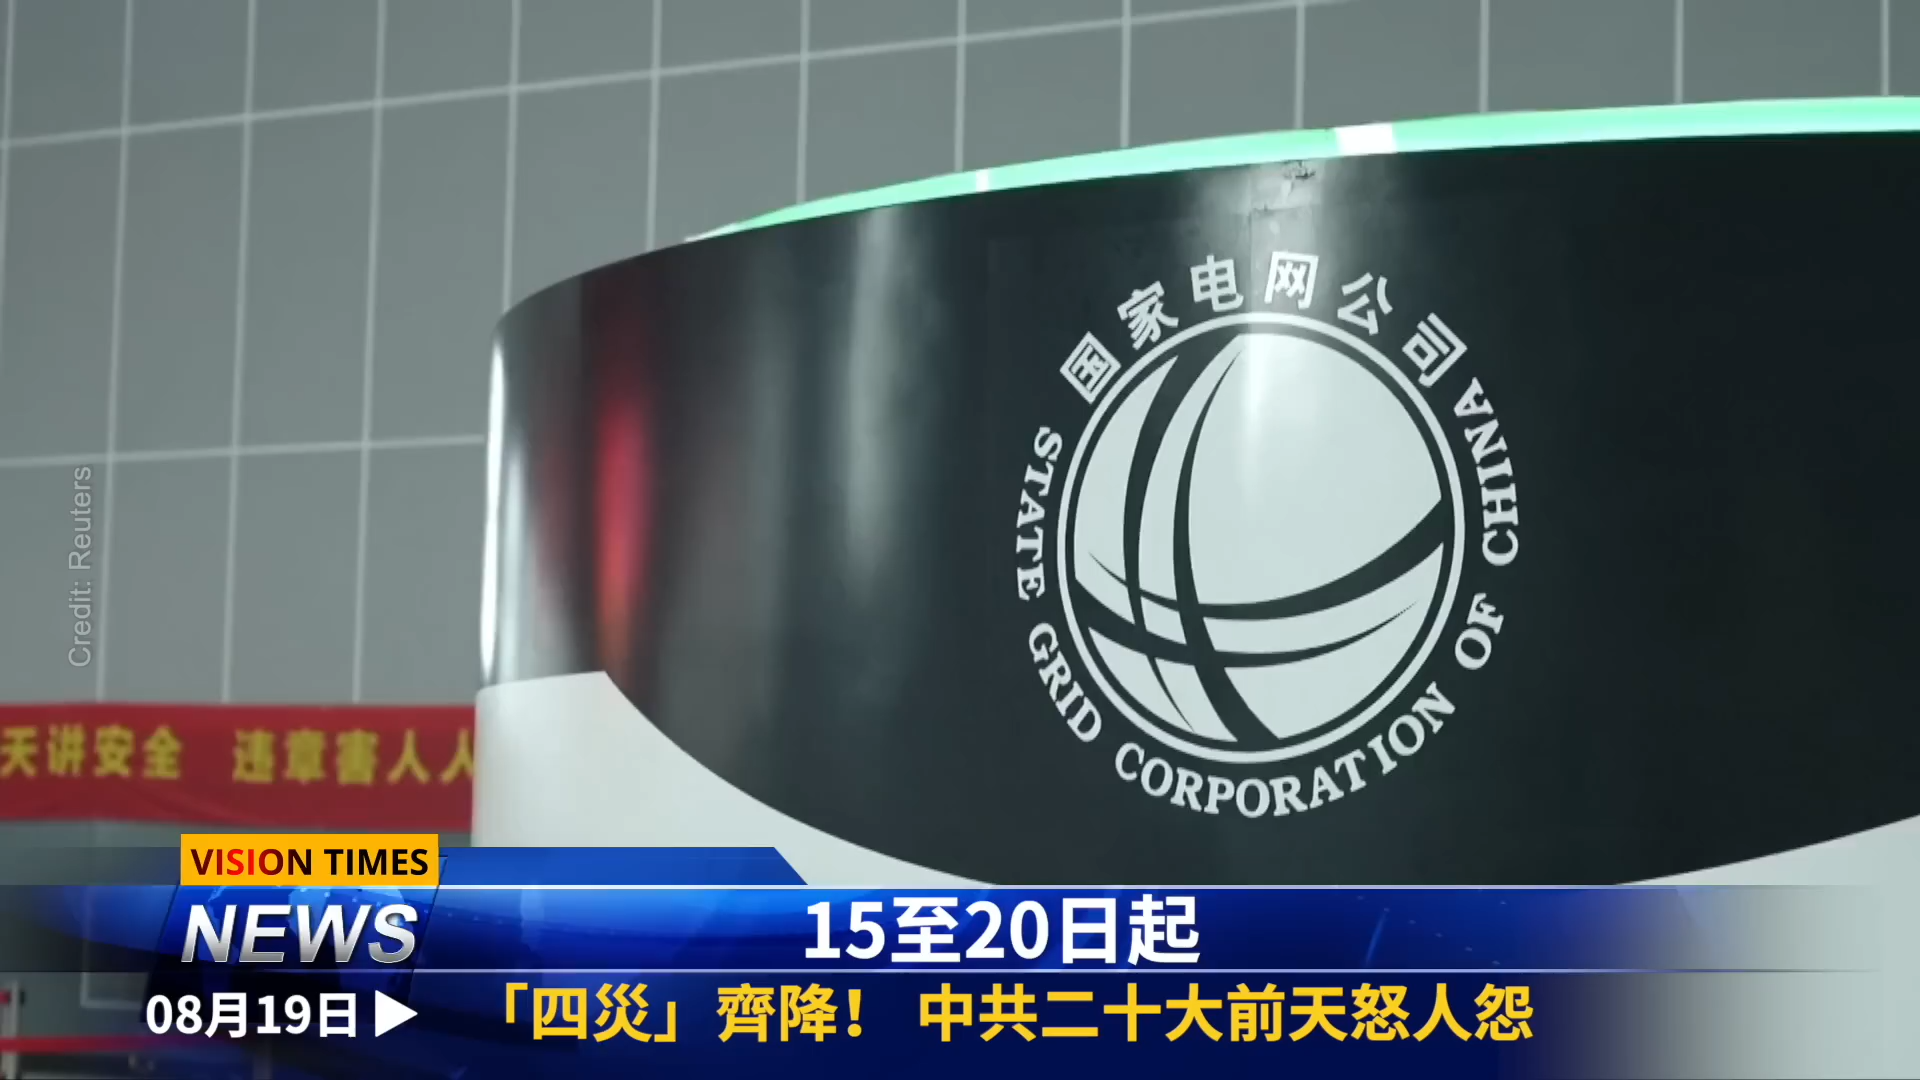 国家电网公司
STATE GRID CORPORATION OF CHINA
Credit: Reuters
天讲安全 违章害人人
VISION TIMES
NEWS
15至20日起
08月19日
「四災」齊降! 中共二十大前天怒人怨